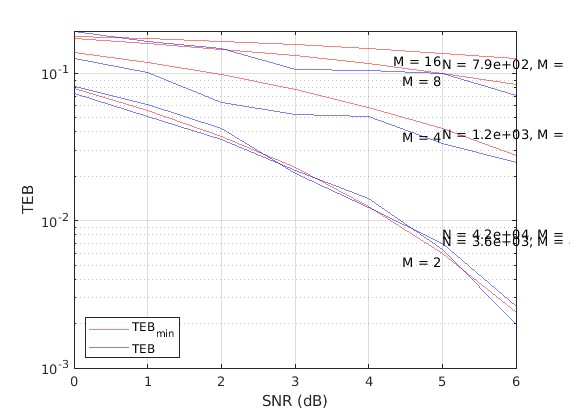 10^-1
10^-2
10^-3
TEB
M = 16
N = 7.9e+02, M =
M = 8
M = 4
N = 1.2e+03, M =
N = 4.2e+04, M =
N = 3.6e+03, M =
M = 2
TEB_min
TEB
0 1 2 3 4 5 6
SNR (dB)